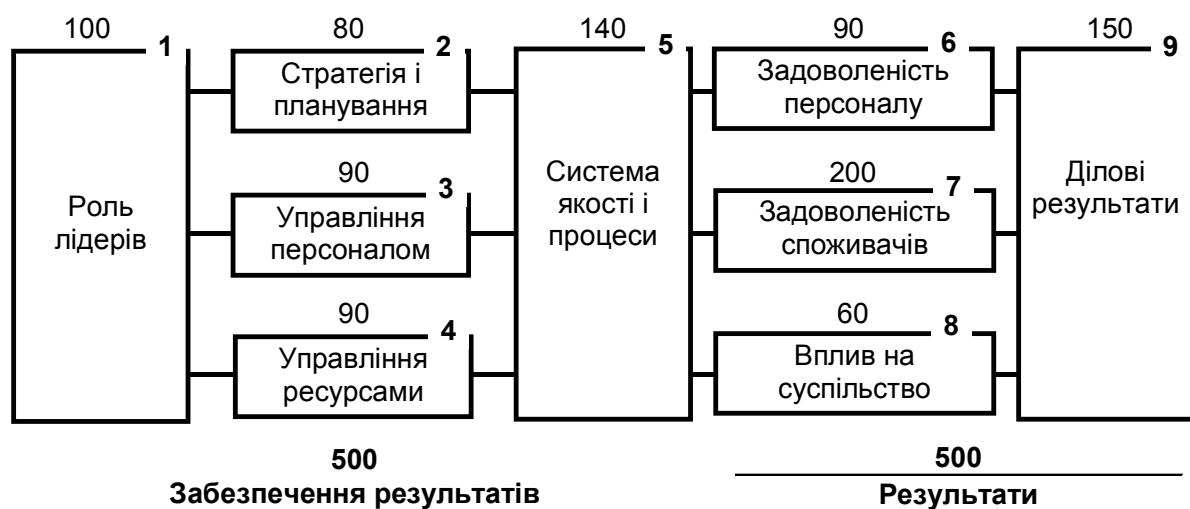 100
1
Роль
лідерів
80
2
Стратегія і
планування
90
3
Управління
персоналом
90
4
Управління
ресурсами
140
5
Система
якості і
процеси
90
6
Задоволеність
персоналу
200
7
Задоволеність
споживачів
60
8
Вплив на
суспільство
150
9
Ділові
результати
500
Забезпечення результатів
500
Результати